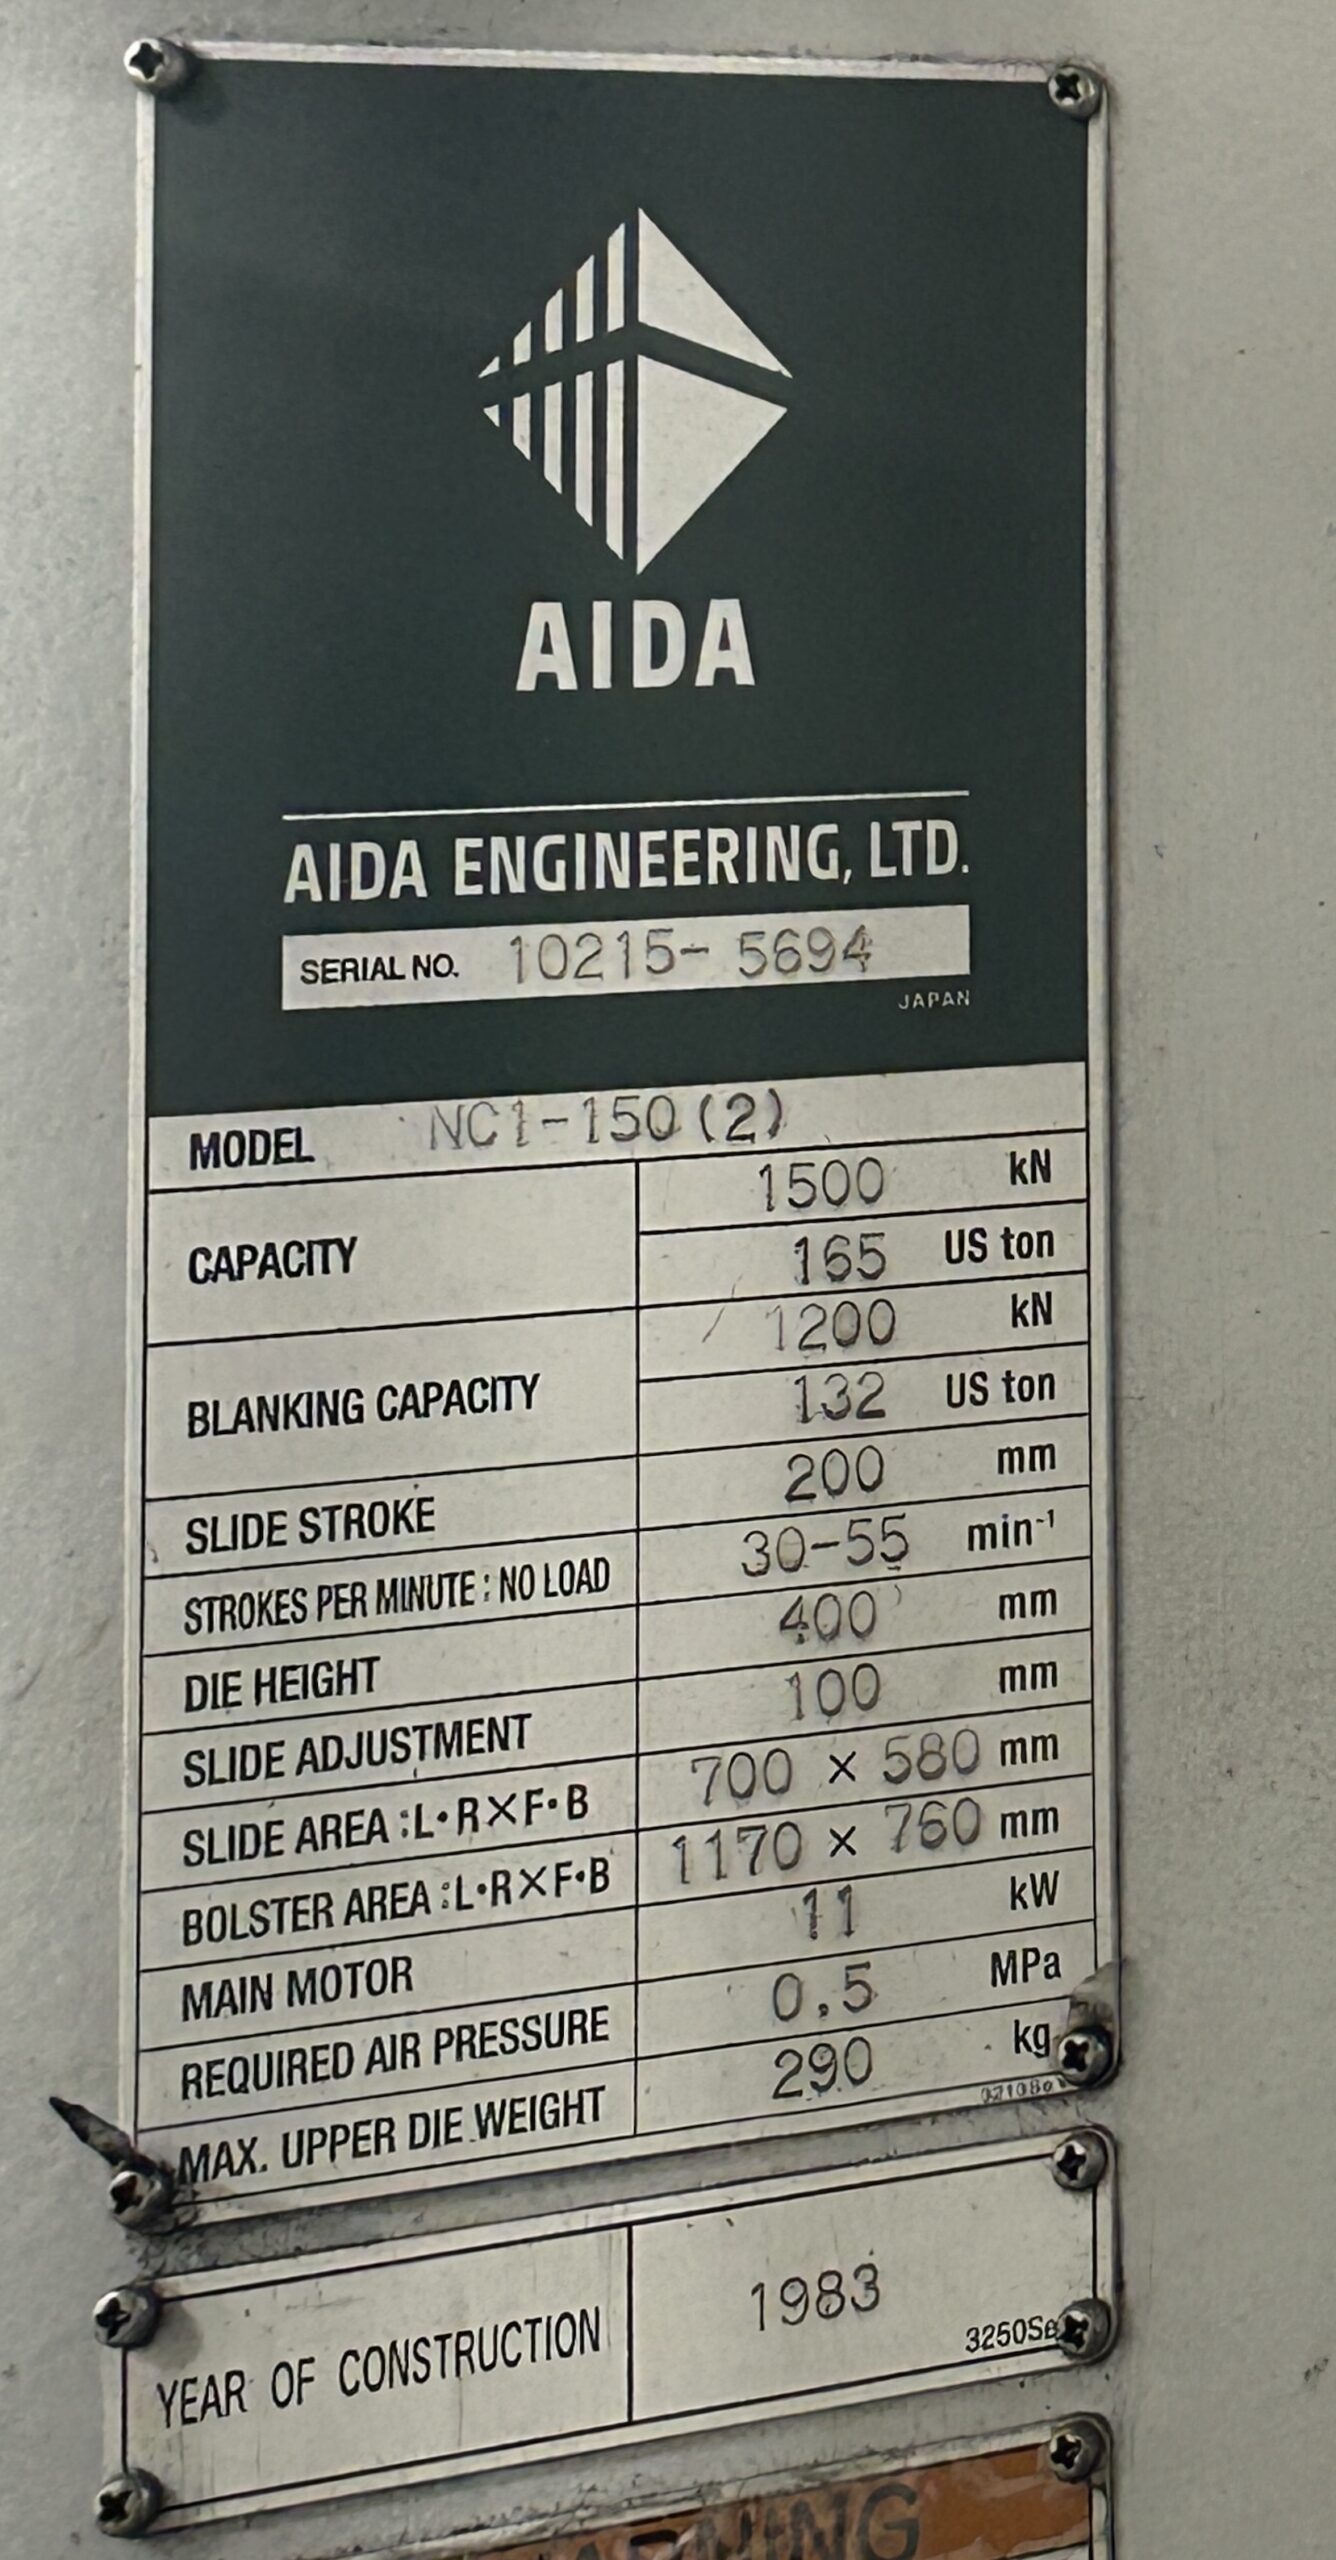 AIDA
AIDA ENGINEERING, LTD.
SERIAL NO. 10215-5694
JAPAN
MODEL NC1-150(2)
CAPACITY 1500 kN
165 US ton
BLANKING CAPACITY 1200 kN
132 US ton
SLIDE STROKE 200 mm
STROKES PER MINUTE : NO LOAD 30-55 min⁻¹
DIE HEIGHT 400 mm
SLIDE ADJUSTMENT 100 mm
SLIDE AREA : L·R×F·B 700 × 580 mm
BOLSTER AREA : L·R×F·B 1170 × 760 mm
MAIN MOTOR 11 kW
REQUIRED AIR PRESSURE 0.5 MPa
MAX. UPPER DIE WEIGHT 290 kg
YEAR OF CONSTRUCTION 1983
WARNING